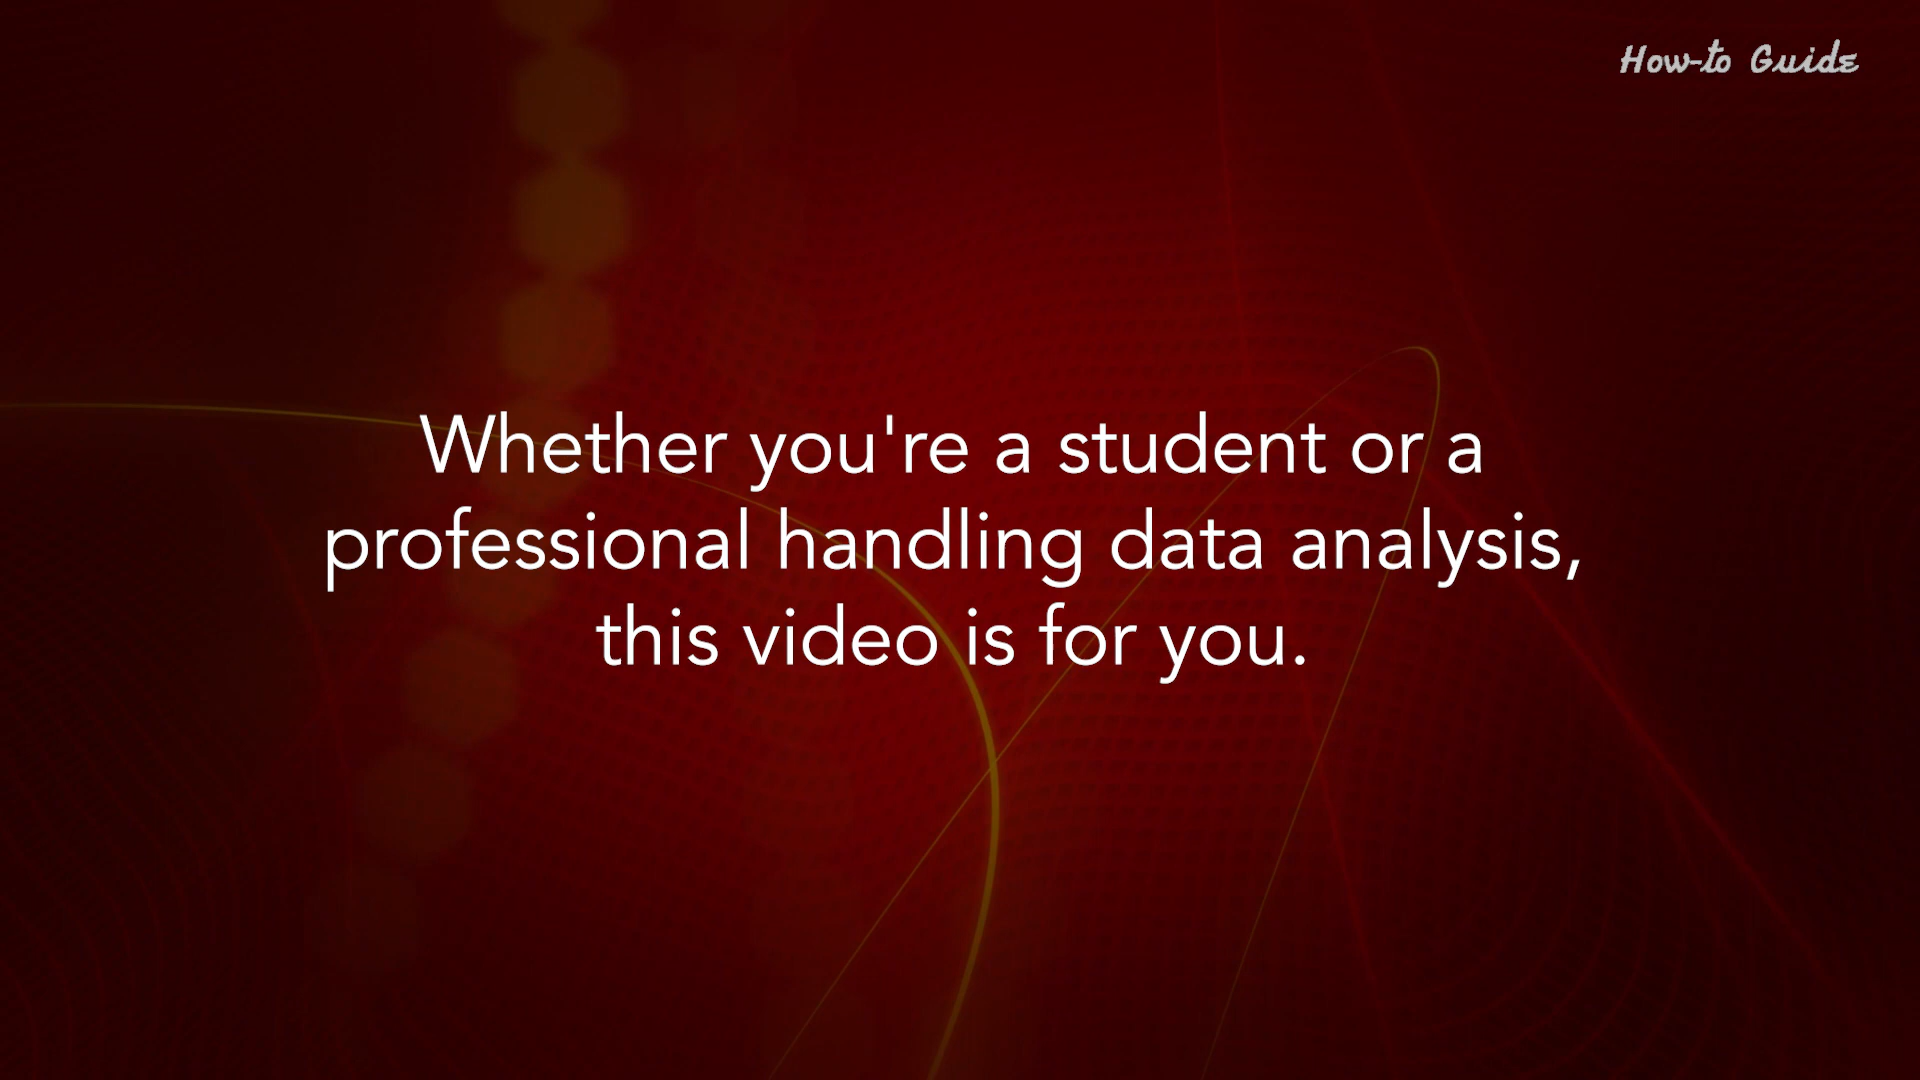 How-to Guide
Whether you're a student or a
professional handling data analysis,
this video is for you.